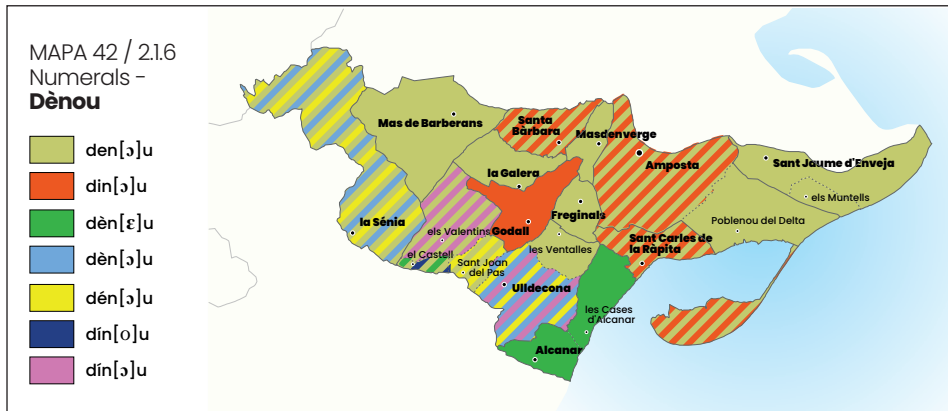 MAPA 42 / 2.1.6
Numerals -
Dènou
den[ɔ]u
din[ɔ]u
dèn[ɛ]u
dèn[ɔ]u
dén[ɔ]u
dín[o]u
dín[ɔ]u
Mas de Barberans
Santa
Bàrbara
Masdenverge
Amposta
Sant Jaume d'Enveja
els Muntells
la Galera
Freginals
Poblenou del Delta
la Sénia
els Valentins
Godall
les Ventalles
Sant Carles de
la Ràpita
el Castell
Sant Joan
del Pas
Ulldecona
les Cases
d'Alcanar
Alcanar